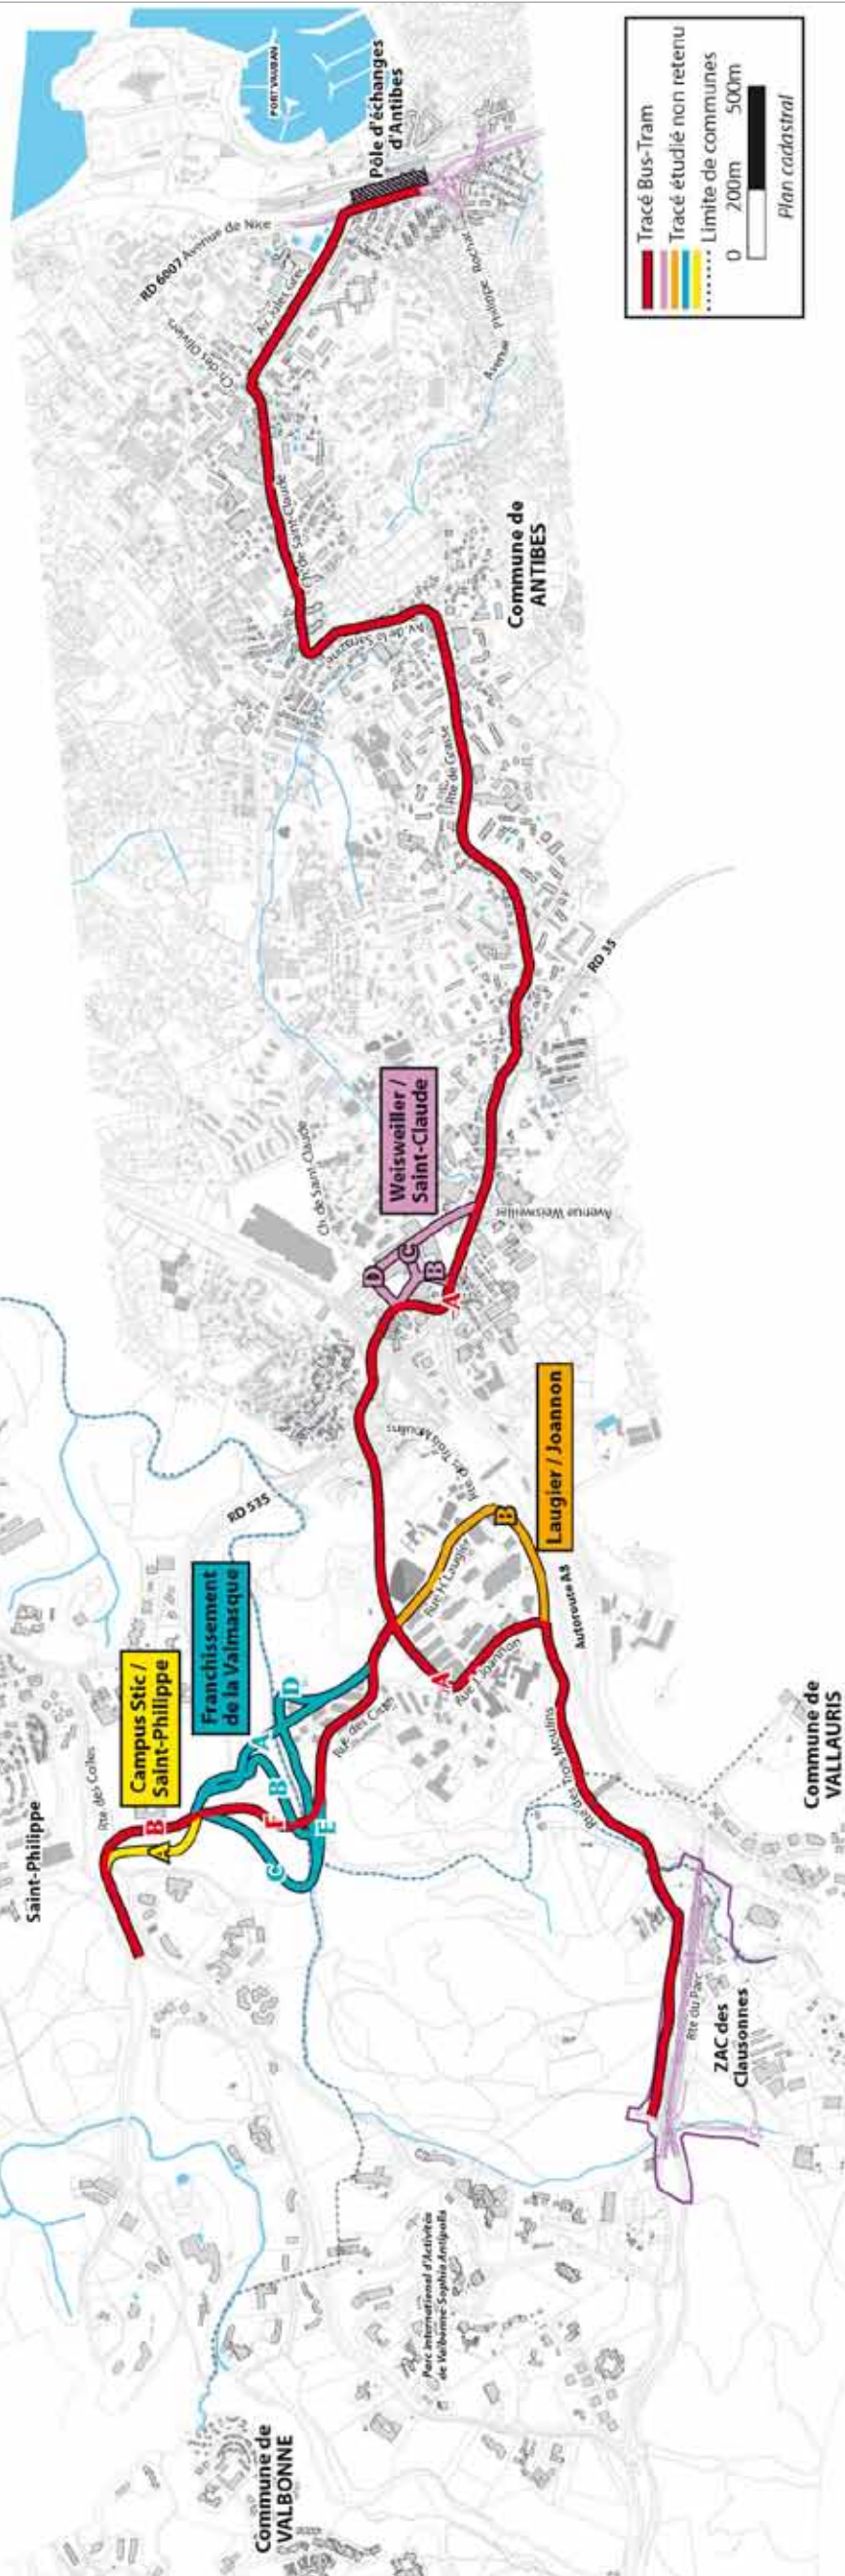 Saint-Philippe
Rte des Colles
Campus Stic /
Saint-Philippe
Franchissement
de la Valmasque
RD 535
A
B
A
B
C
D
E
F
Rue des Cistes
Commune de
VALBONNE
Parc International d'Activités
de Valbonne Sophia Antipolis
Rue H. Laugier
Rue J. Joannon
A
B
Laugier / Joannon
Rte des Trois Moulins
Rte des Trois Moulins
Autoroute A8
Rte du Parc
ZAC des
Clausonnes
Commune de
VALLAURIS
Weisweiller /
Saint-Claude
A
B
C
D
Ch. de Saint-Claude
Avenue Weisweiller
RD 35
Rte de Grasse
Av. de la Sarrazine
Commune de
ANTIBES
Ch. de Saint-Claude
Ch. des Oliviers
Av. Jules Grec
RD 6007 Avenue de Nice
Avenue Philippe Rochat
PORT VAUBAN
Pôle d'échanges
d'Antibes
Tracé Bus-Tram
Tracé étudié non retenu
Limite de communes
0 200m 500m
Plan cadastral